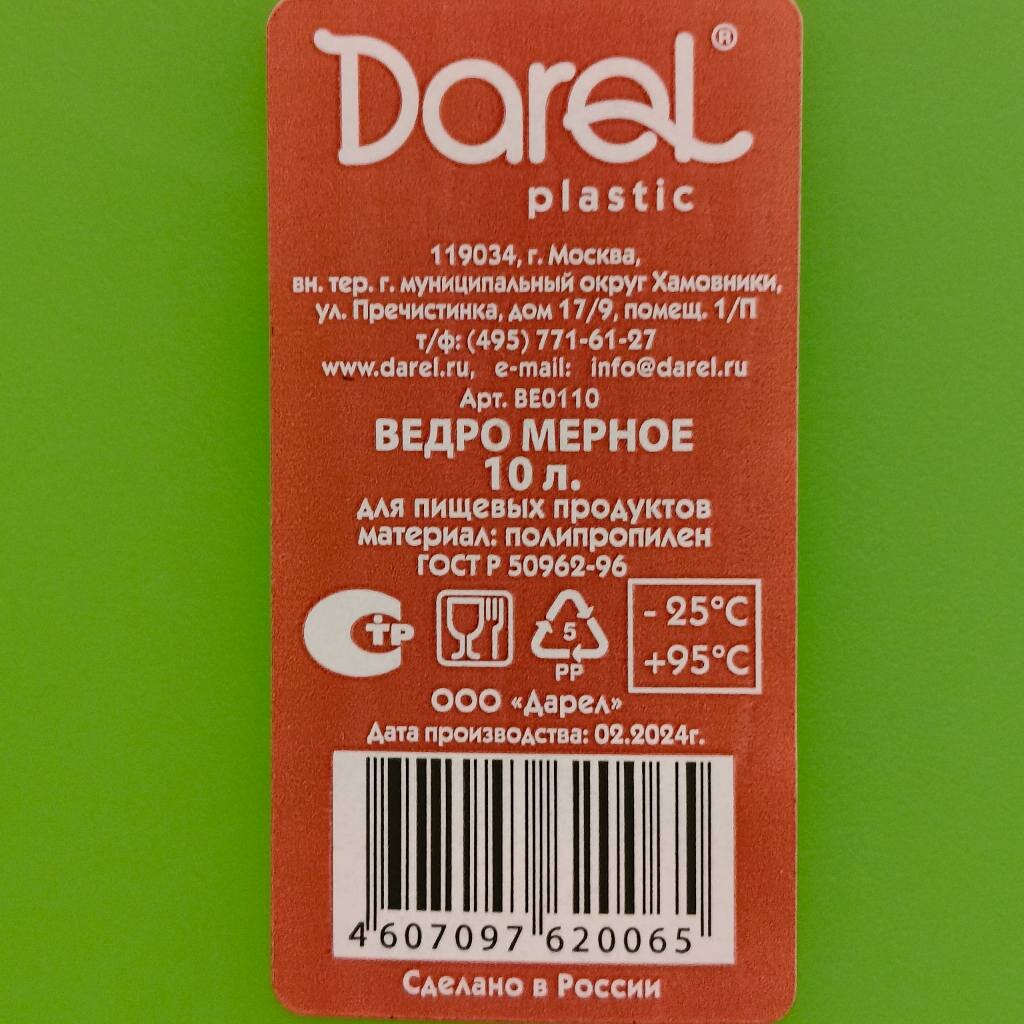 Darel®
plastic
119034, г. Москва,
вн. тер. г. муниципальный округ Хамовники,
ул. Пречистинка, дом 17/9, помещ. 1/П
т/ф: (495) 771-61-27
www.darel.ru, e-mail: info@darel.ru
Арт. ВЕ0110
ВЕДРО МЕРНОЕ
10 л.
для пищевых продуктов
материал: полипропилен
ГОСТ Р 50962-96
- 25°C
+95°C
СТР
5
PP
ООО «Дарел»
Дата производства: 02.2024г.
4 607097 620065
Сделано в России